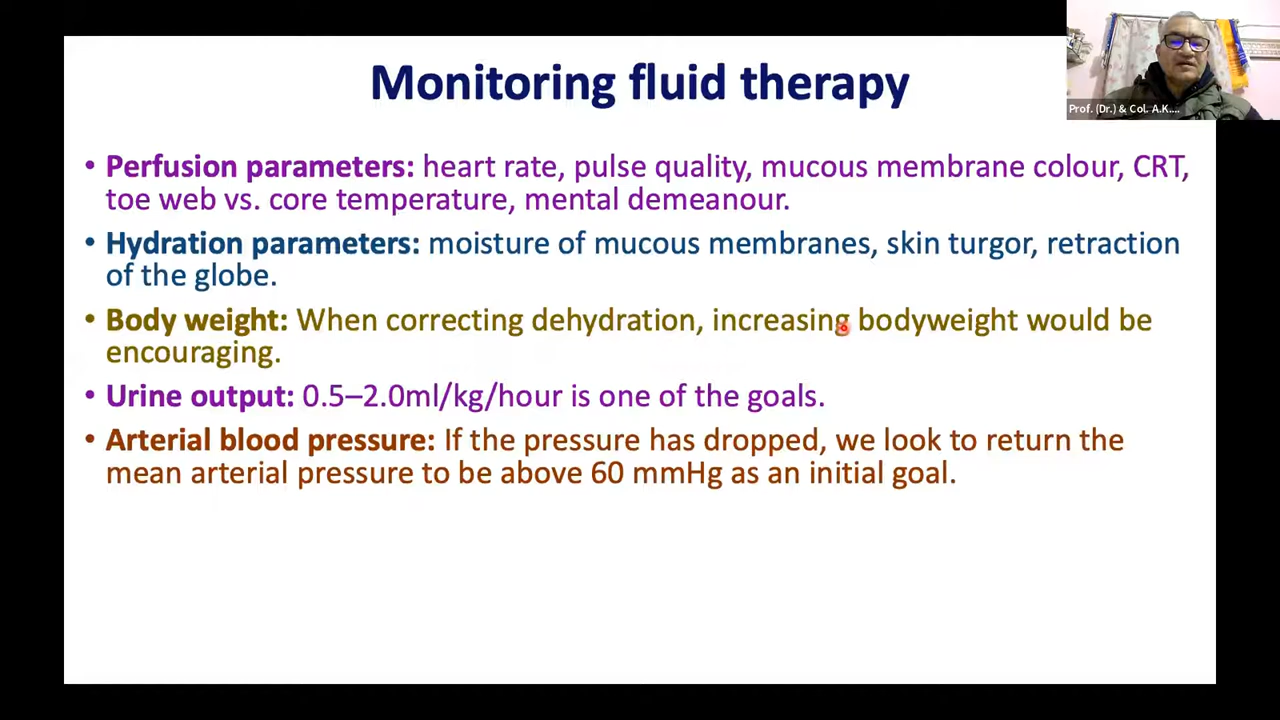 Monitoring fluid therapy
Prof. (Dr.) & Col. A.K....
• Perfusion parameters: heart rate, pulse quality, mucous membrane colour, CRT,
toe web vs. core temperature, mental demeanour.
• Hydration parameters: moisture of mucous membranes, skin turgor, retraction
of the globe.
• Body weight: When correcting dehydration, increasing bodyweight would be
encouraging.
• Urine output: 0.5–2.0ml/kg/hour is one of the goals.
• Arterial blood pressure: If the pressure has dropped, we look to return the
mean arterial pressure to be above 60 mmHg as an initial goal.